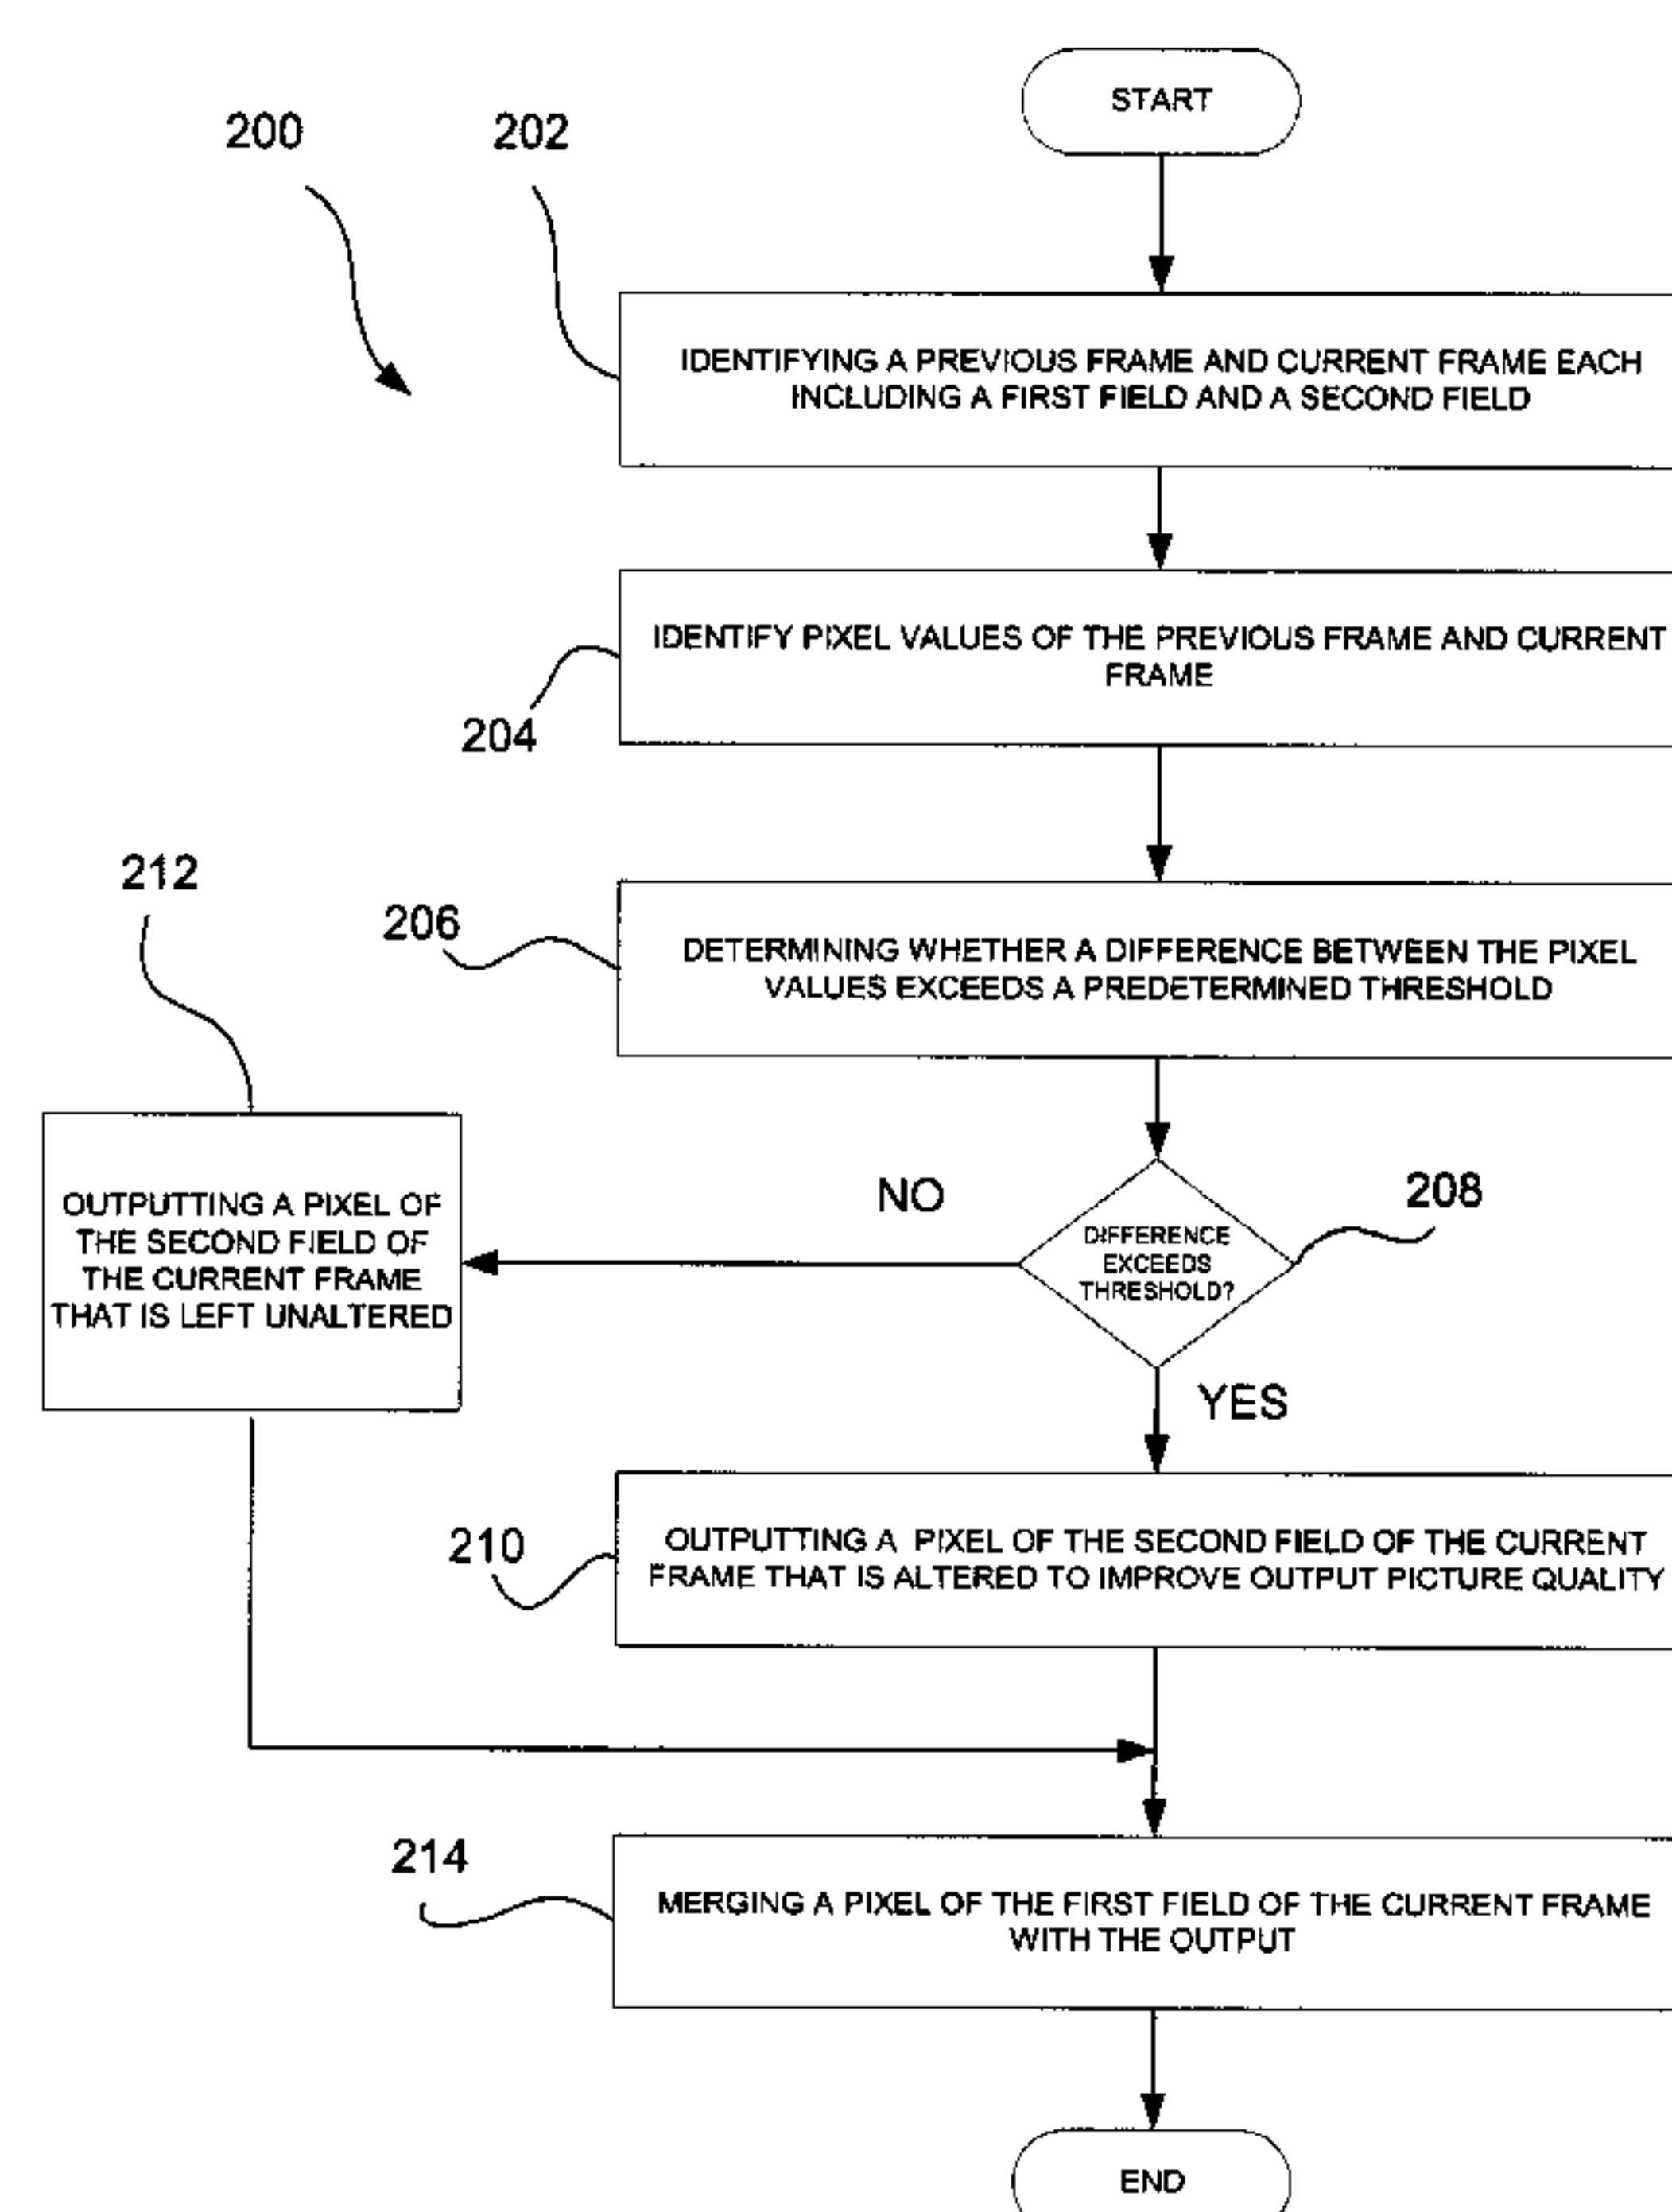 START
200
202
IDENTIFYING A PREVIOUS FRAME AND CURRENT FRAME EACH
INCLUDING A FIRST FIELD AND A SECOND FIELD
IDENTIFY PIXEL VALUES OF THE PREVIOUS FRAME AND CURRENT
FRAME
204
212
206
DETERMINING WHETHER A DIFFERENCE BETWEEN THE PIXEL
VALUES EXCEEDS A PREDETERMINED THRESHOLD
NO
208
DIFFERENCE
EXCEEDS
THRESHOLD?
OUTPUTTING A PIXEL OF
THE SECOND FIELD OF
THE CURRENT FRAME
THAT IS LEFT UNALTERED
YES
210
OUTPUTTING A PIXEL OF THE SECOND FIELD OF THE CURRENT
FRAME THAT IS ALTERED TO IMPROVE OUTPUT PICTURE QUALITY
214
MERGING A PIXEL OF THE FIRST FIELD OF THE CURRENT FRAME
WITH THE OUTPUT
END